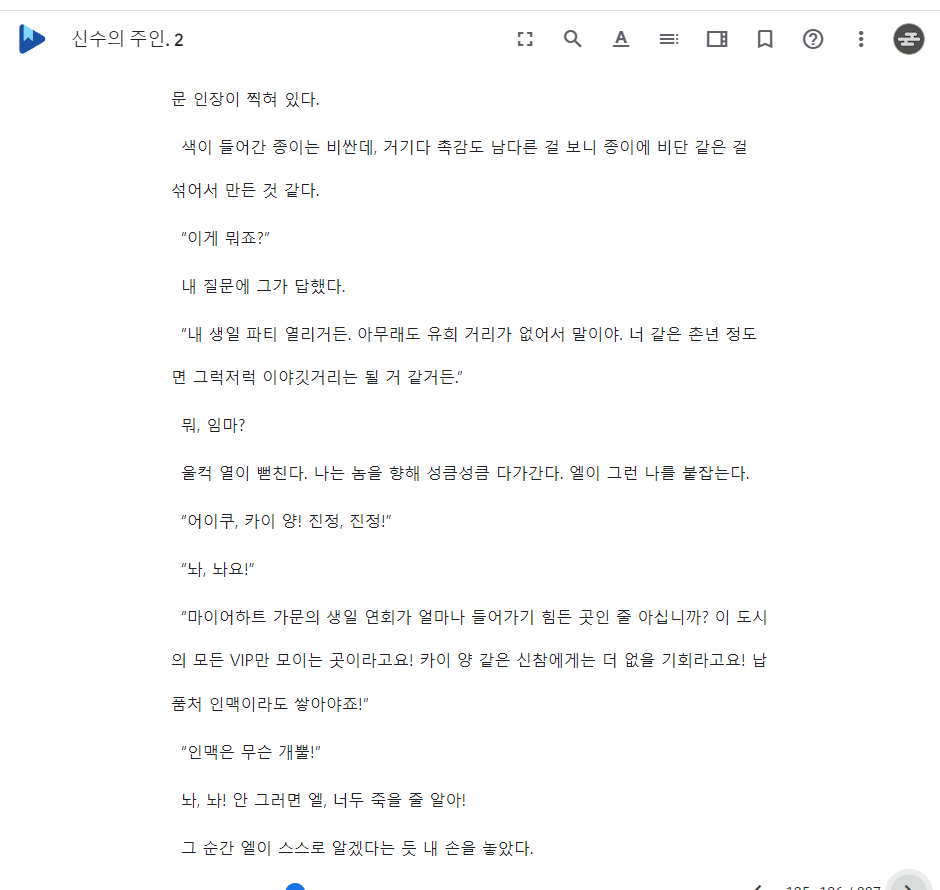 신수의 주인. 2
문 인장이 찍혀 있다.
색이 들어간 종이는 비싼데, 거기다 촉감도 남다른 걸 보니 종이에 비단 같은 걸
섞어서 만든 것 같다.
“이게 뭐죠?”
내 질문에 그가 답했다.
“내 생일 파티 열리거든. 아무래도 유희 거리가 없어서 말이야. 너 같은 촌년 정도
면 그럭저럭 이야깃거리는 될 거 같거든.”
뭐, 임마?
울컥 열이 뻗친다. 나는 놈을 향해 성큼성큼 다가간다. 엘이 그런 나를 붙잡는다.
“어이쿠, 카이 양! 진정, 진정!”
“놔, 놔요!”
“마이어하트 가문의 생일 연회가 얼마나 들어가기 힘든 곳인 줄 아십니까? 이 도시
의 모든 VIP만 모이는 곳이라고요! 카이 양 같은 신참에게는 더 없을 기회라고요! 납
품처 인맥이라도 쌓아야죠!”
“인맥은 무슨 개뿔!”
놔, 놔! 안 그러면 엘, 너두 죽을 줄 알아!
그 순간 엘이 스스로 알겠다는 듯 내 손을 놓았다.